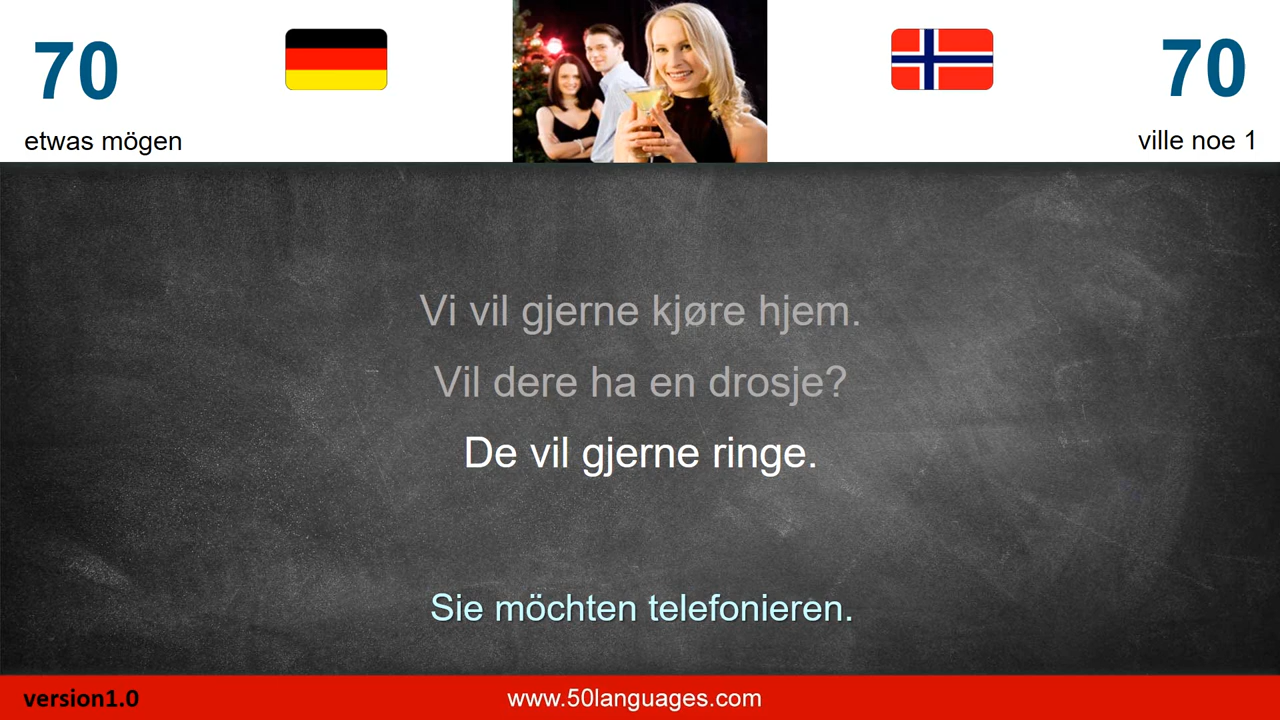 70
etwas mögen
70
ville noe 1
Vi vil gjerne kjøre hjem.
Vil dere ha en drosje?
De vil gjerne ringe.
Sie möchten telefonieren.
version1.0
www.50languages.com